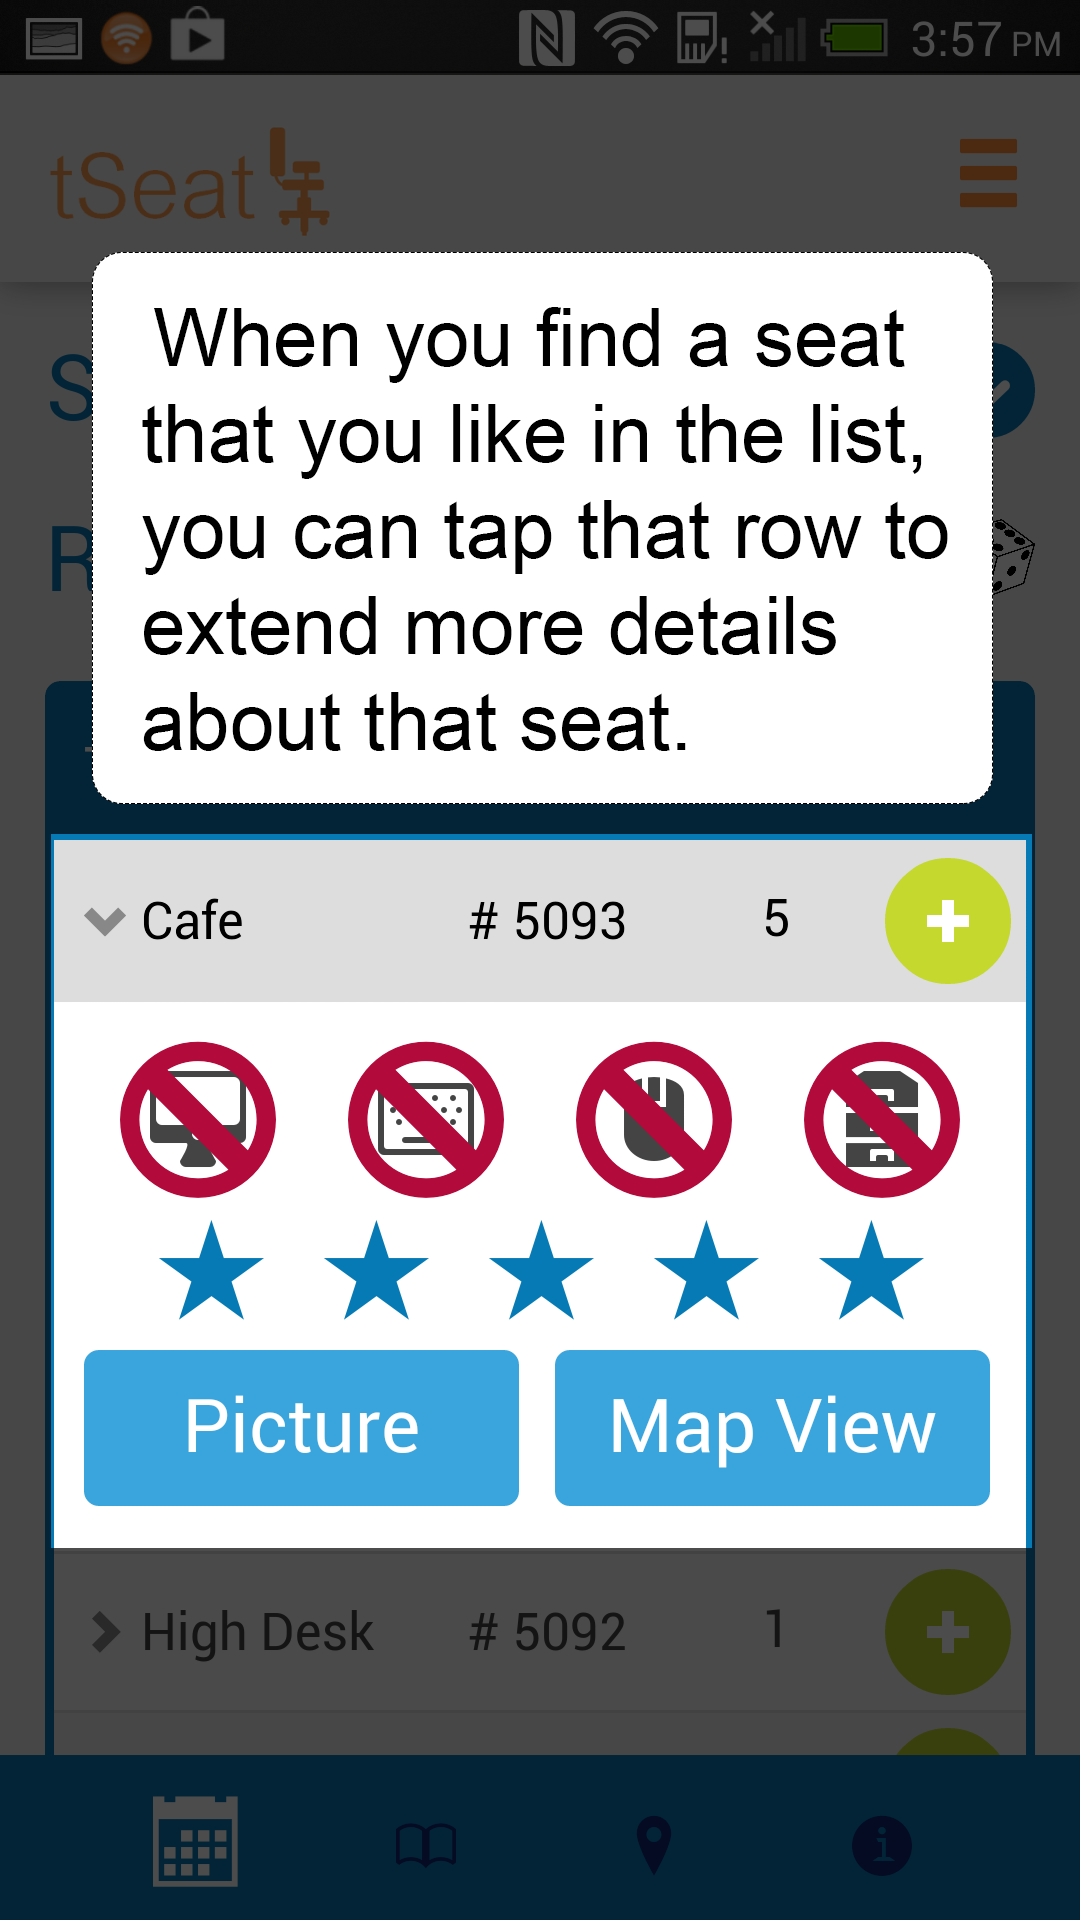 3:57 PM
tSeat
When you find a seat
that you like in the list,
you can tap that row to
extend more details
about that seat.
Cafe # 5093 5
Picture Map View
High Desk # 5092 1